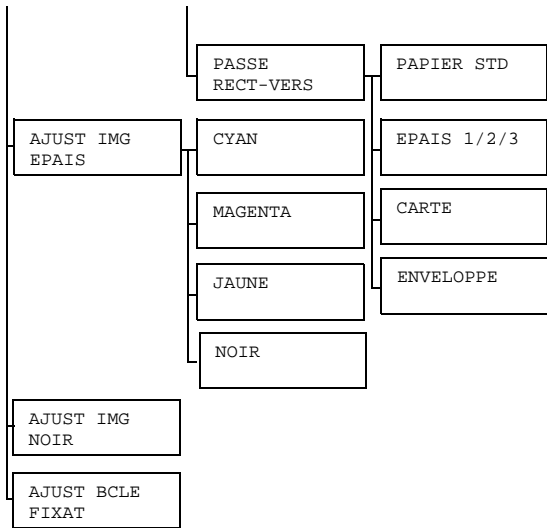 PASSE
RECT-VERS
PAPIER STD
AJUST IMG
EPAIS
CYAN
EPAIS 1/2/3
MAGENTA
CARTE
JAUNE
ENVELOPPE
NOIR
AJUST IMG
NOIR
AJUST BCLE
FIXAT